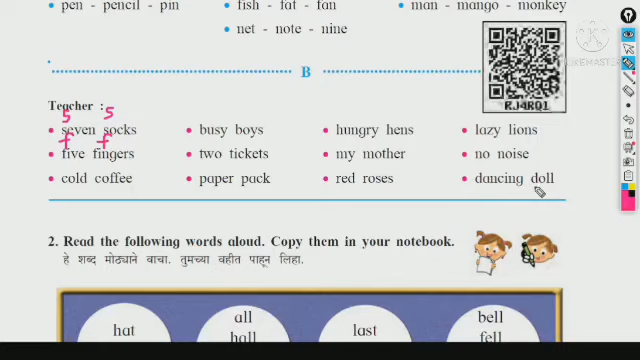 • pen - pencil - pin • fish - fat - fan • man - mango - monkey
• net - note - nine
B
Teacher :
s s
• seven socks • busy boys • hungry hens • lazy lions
f f
• five fingers • two tickets • my mother • no noise
• cold coffee • paper pack • red roses • dancing doll
RJ4RQ1
2. Read the following words aloud. Copy them in your notebook.
हे शब्द मोठ्याने वाचा. तुमच्या वहीत पाहून लिहा.
hat all last bell
ball fell